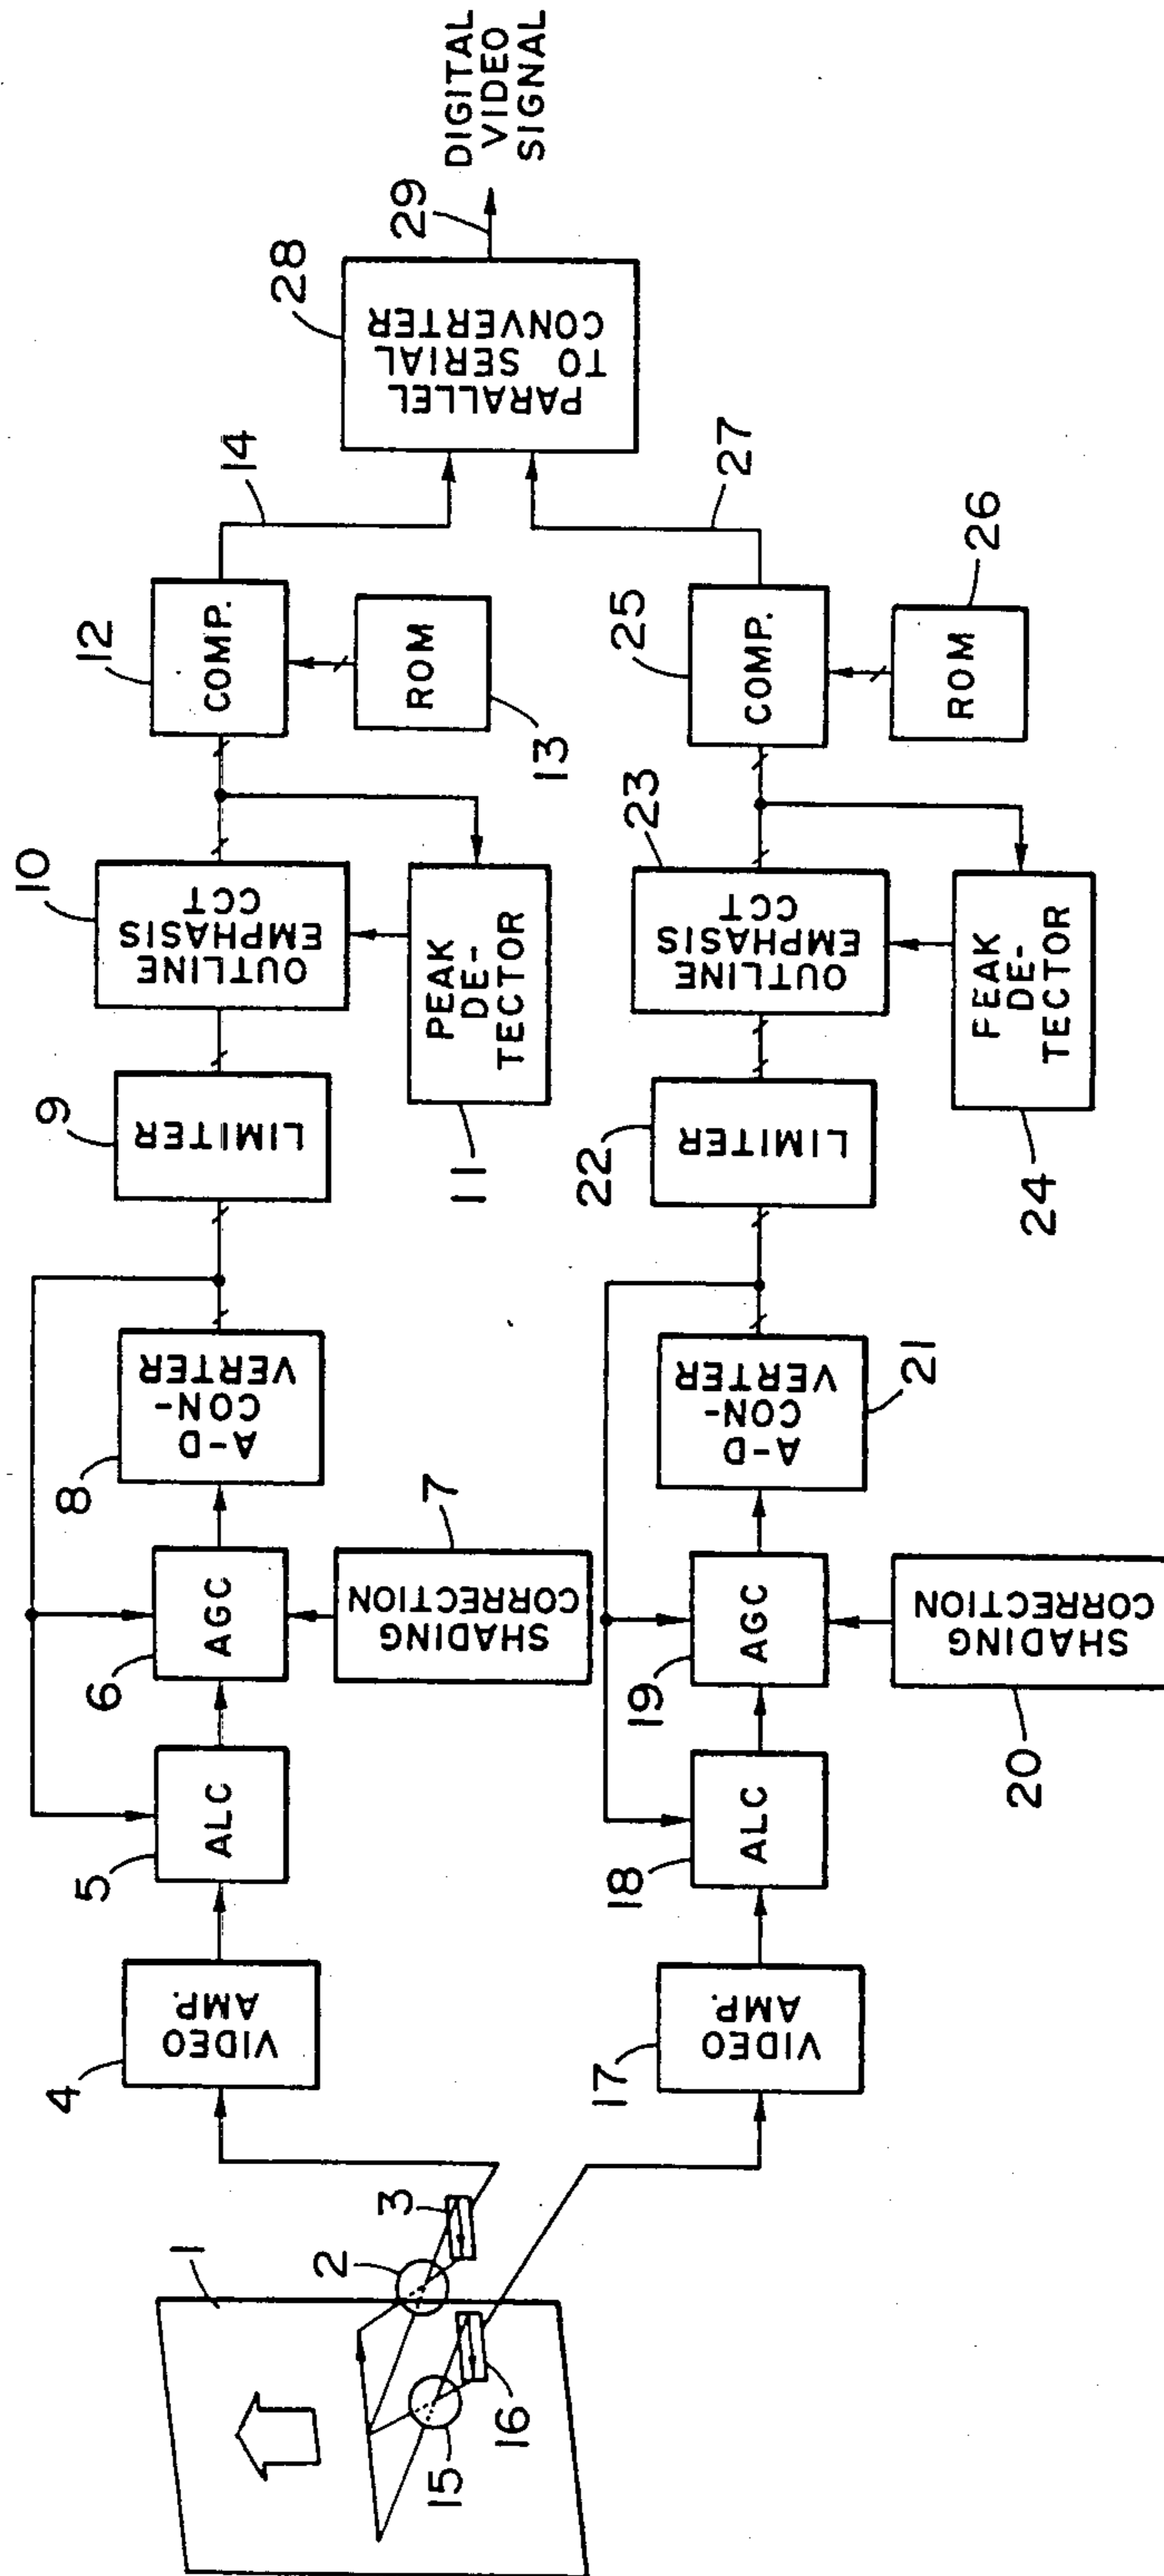 1
2
3
15
16
4
VIDEO
AMP.
5
ALC
6
AGC
7
SHADING
CORRECTION
8
A-D
CON-
VERTER
9
LIMITER
10
OUTLINE
EMPHASIS
CCT
11
PEAK
DE-
TECTOR
12
COMP.
13
ROM
14
17
VIDEO
AMP.
18
ALC
19
AGC
20
SHADING
CORRECTION
21
A-D
CON-
VERTER
22
LIMITER
23
OUTLINE
EMPHASIS
CCT
24
FEAK
DE-
TECTOR
25
COMP.
26
ROM
27
28
PARALLEL
TO SERIAL
CONVERTER
29
DIGITAL
VIDEO
SIGNAL